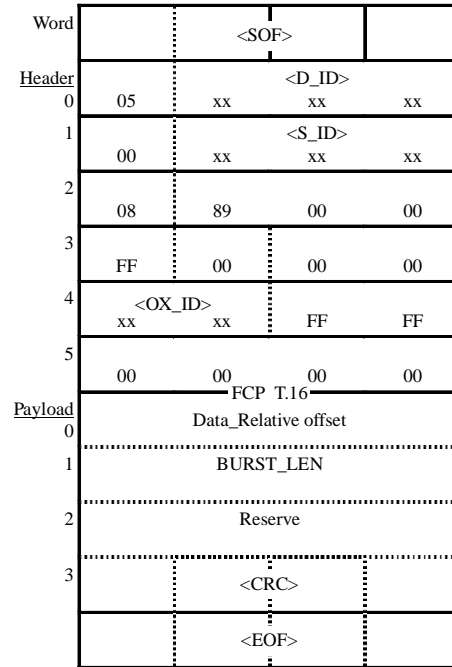 Word
<SOF>
Header
<D_ID>
0 05 xx xx xx
1 <S_ID>
00 xx xx xx
2
08 89 00 00
3
FF 00 00 00
4 <OX_ID>
xx xx FF FF
5
00 00 00 00
FCP T.16
Payload
0 Data_Relative offset
1 BURST_LEN
2 Reserve
3 <CRC>
<EOF>